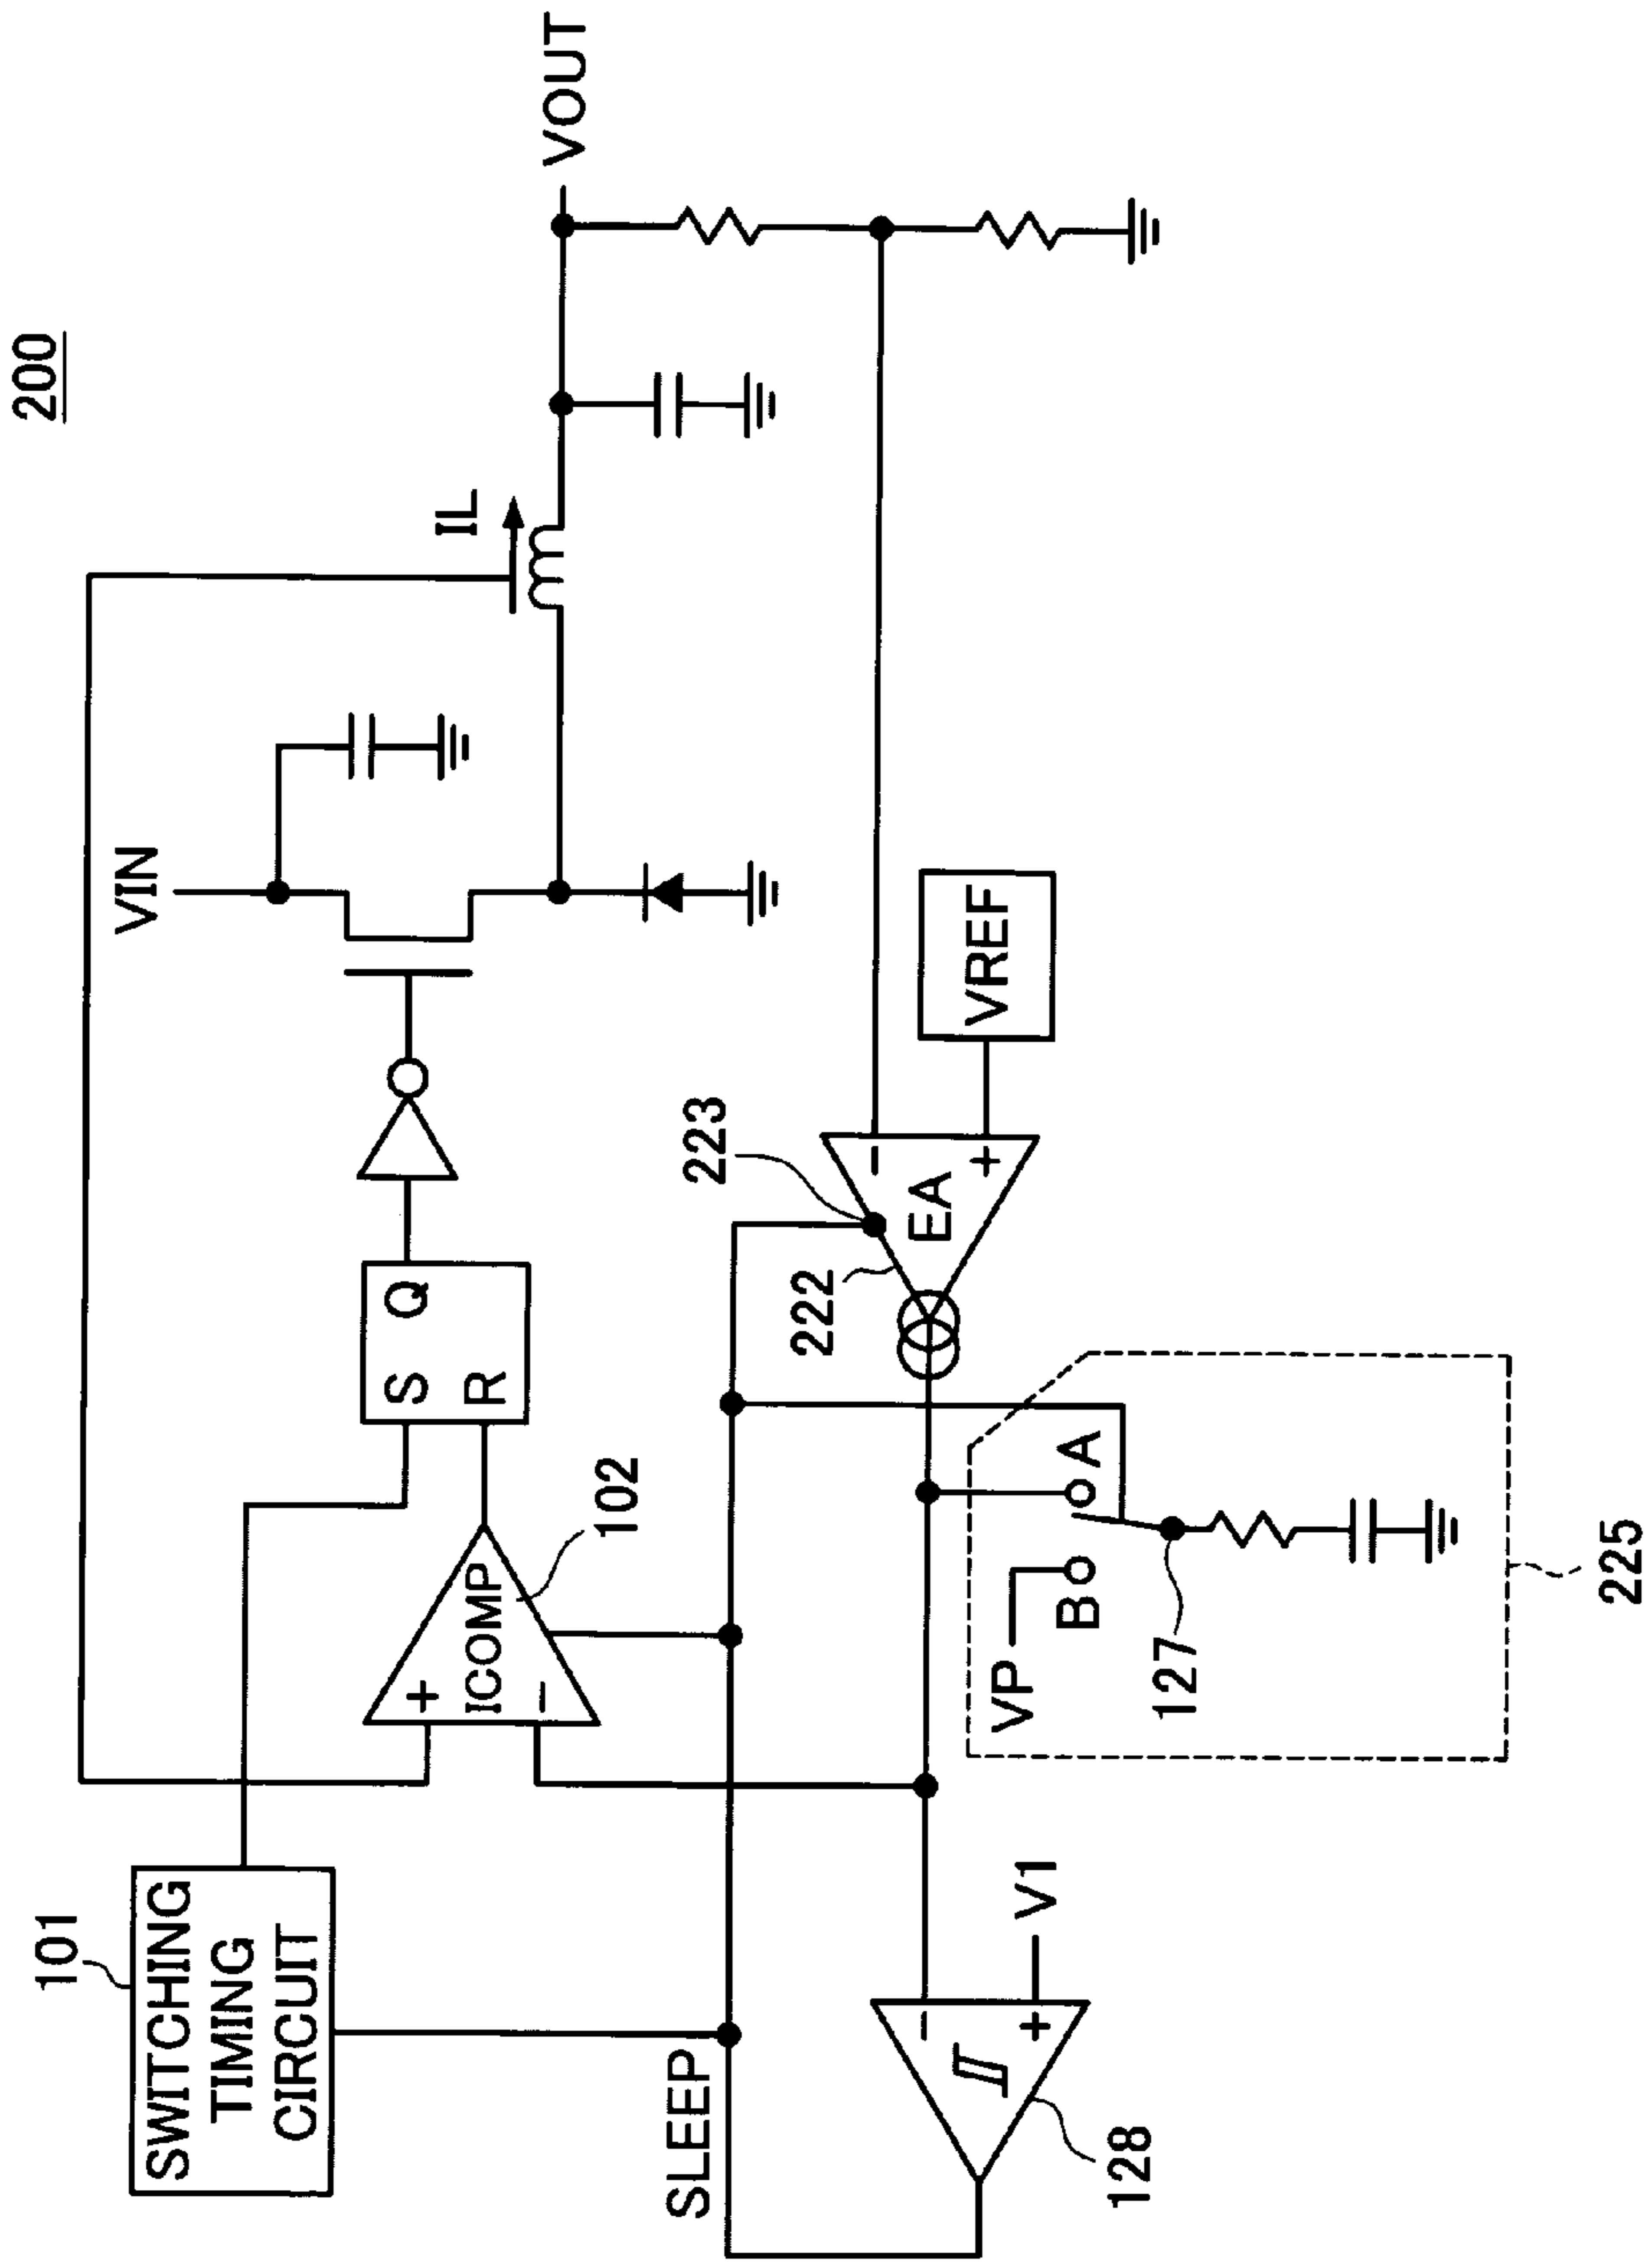 200
VIN
IL
VOUT
101
SWITCHING
TIMING
CIRCUIT
+
ICOMP
−
102
S Q
R
SLEEP
222
223
−
EA
+
VREF
−
+
V1
128
VP
B
A
127
225